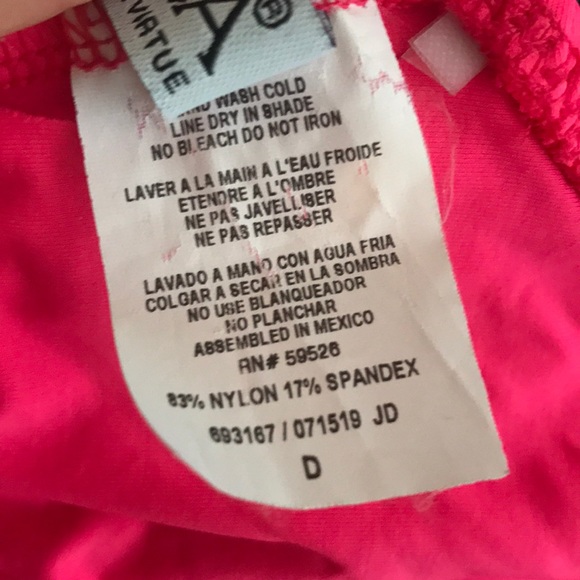 A®
VIRTUE
WASH COLD
LINE DRY IN SHADE
NO BLEACH DO NOT IRON
LAVER A LA MAIN A L'EAU FROIDE
ETENDRE A L'OMBRE
NE PAS JAVELLISER
NE PAS REPASSER
LAVADO A MANO CON AGUA FRIA
COLGAR A SECAR EN LA SOMBRA
NO USE BLANQUEADOR
NO PLANCHAR
ASSEMBLED IN MEXICO
RN# 59526
83% NYLON 17% SPANDEX
693167 / 071519 JD
D